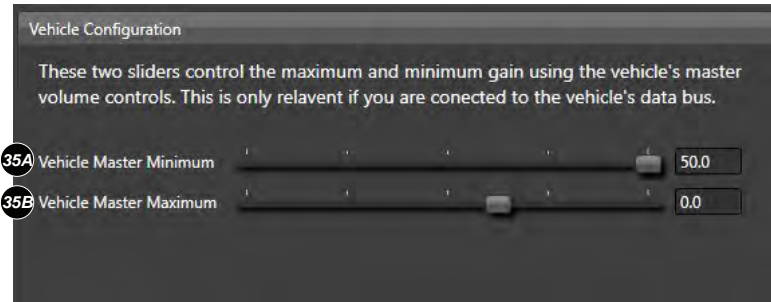 Vehicle Configuration
These two sliders control the maximum and minimum gain using the vehicle's master
volume controls. This is only relavent if you are conected to the vehicle's data bus.
35A Vehicle Master Minimum 50.0
35B Vehicle Master Maximum 0.0